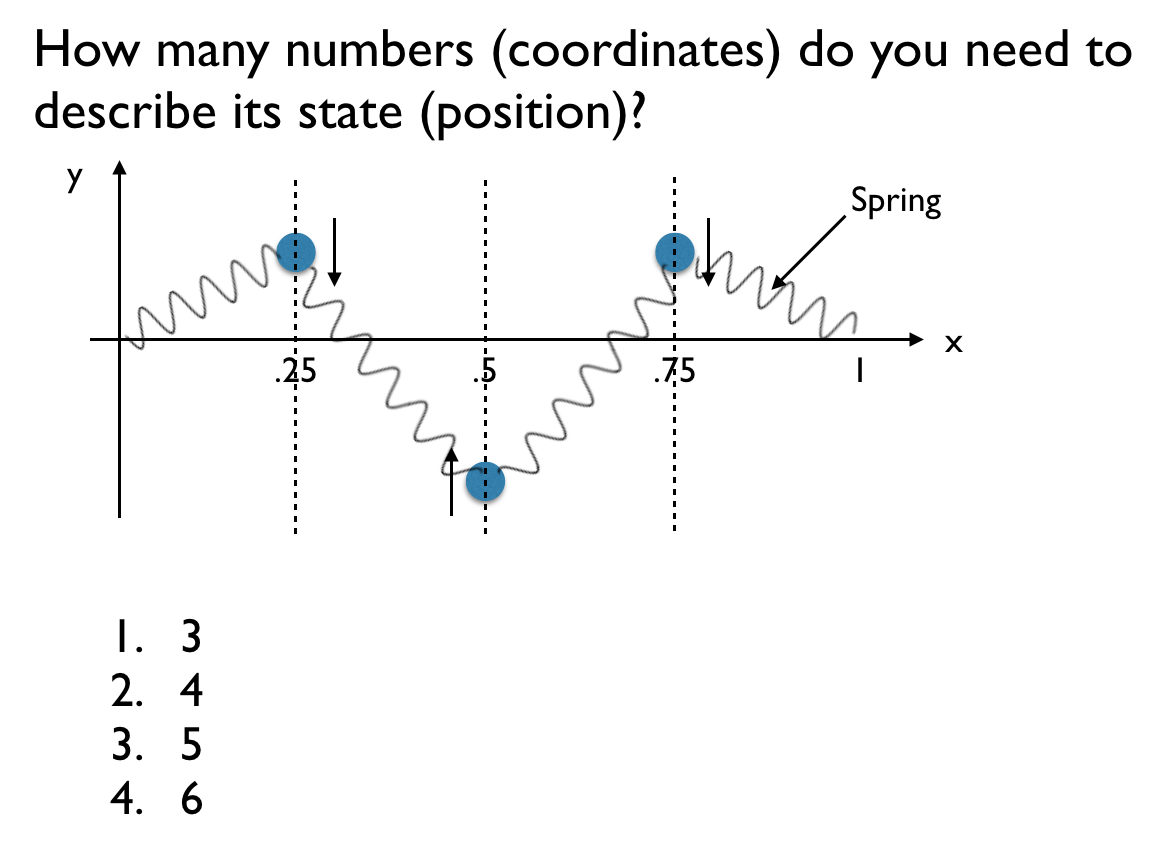 How many numbers (coordinates) do you need to
describe its state (position)?
y
Spring
x
.25
.5
.75
1
1. 3
2. 4
3. 5
4. 6